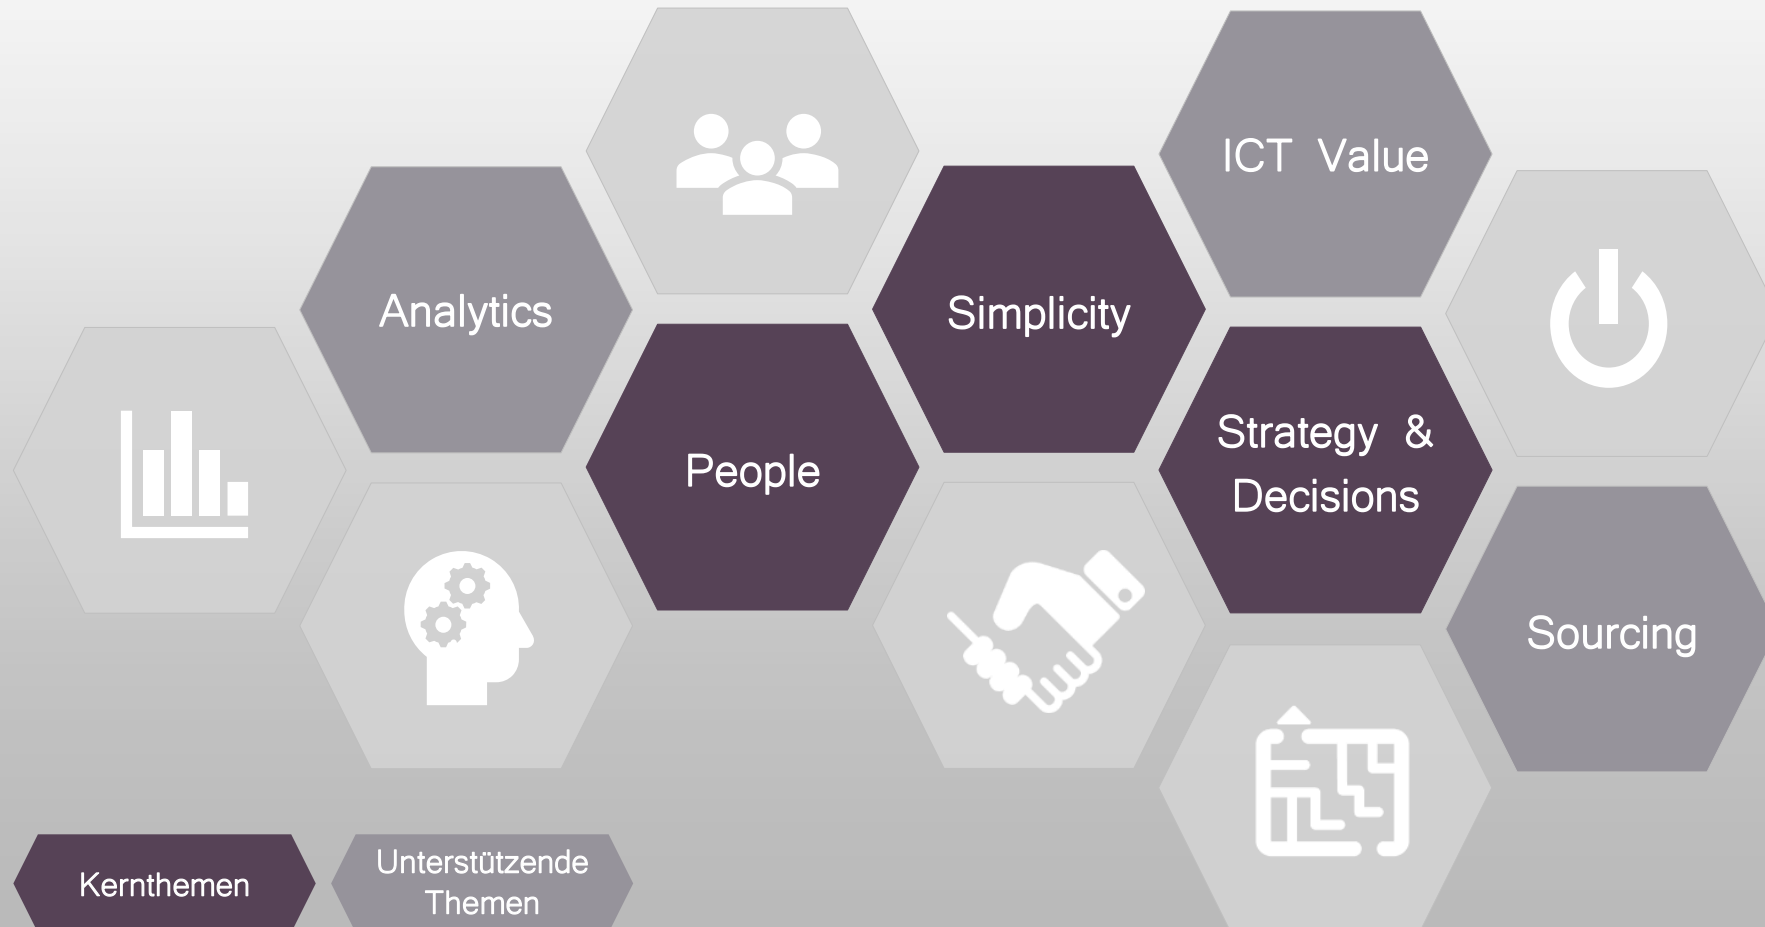 ICT Value
Analytics
Simplicity
People
Strategy &
Decisions
Sourcing
Kernthemen
Unterstützende
Themen